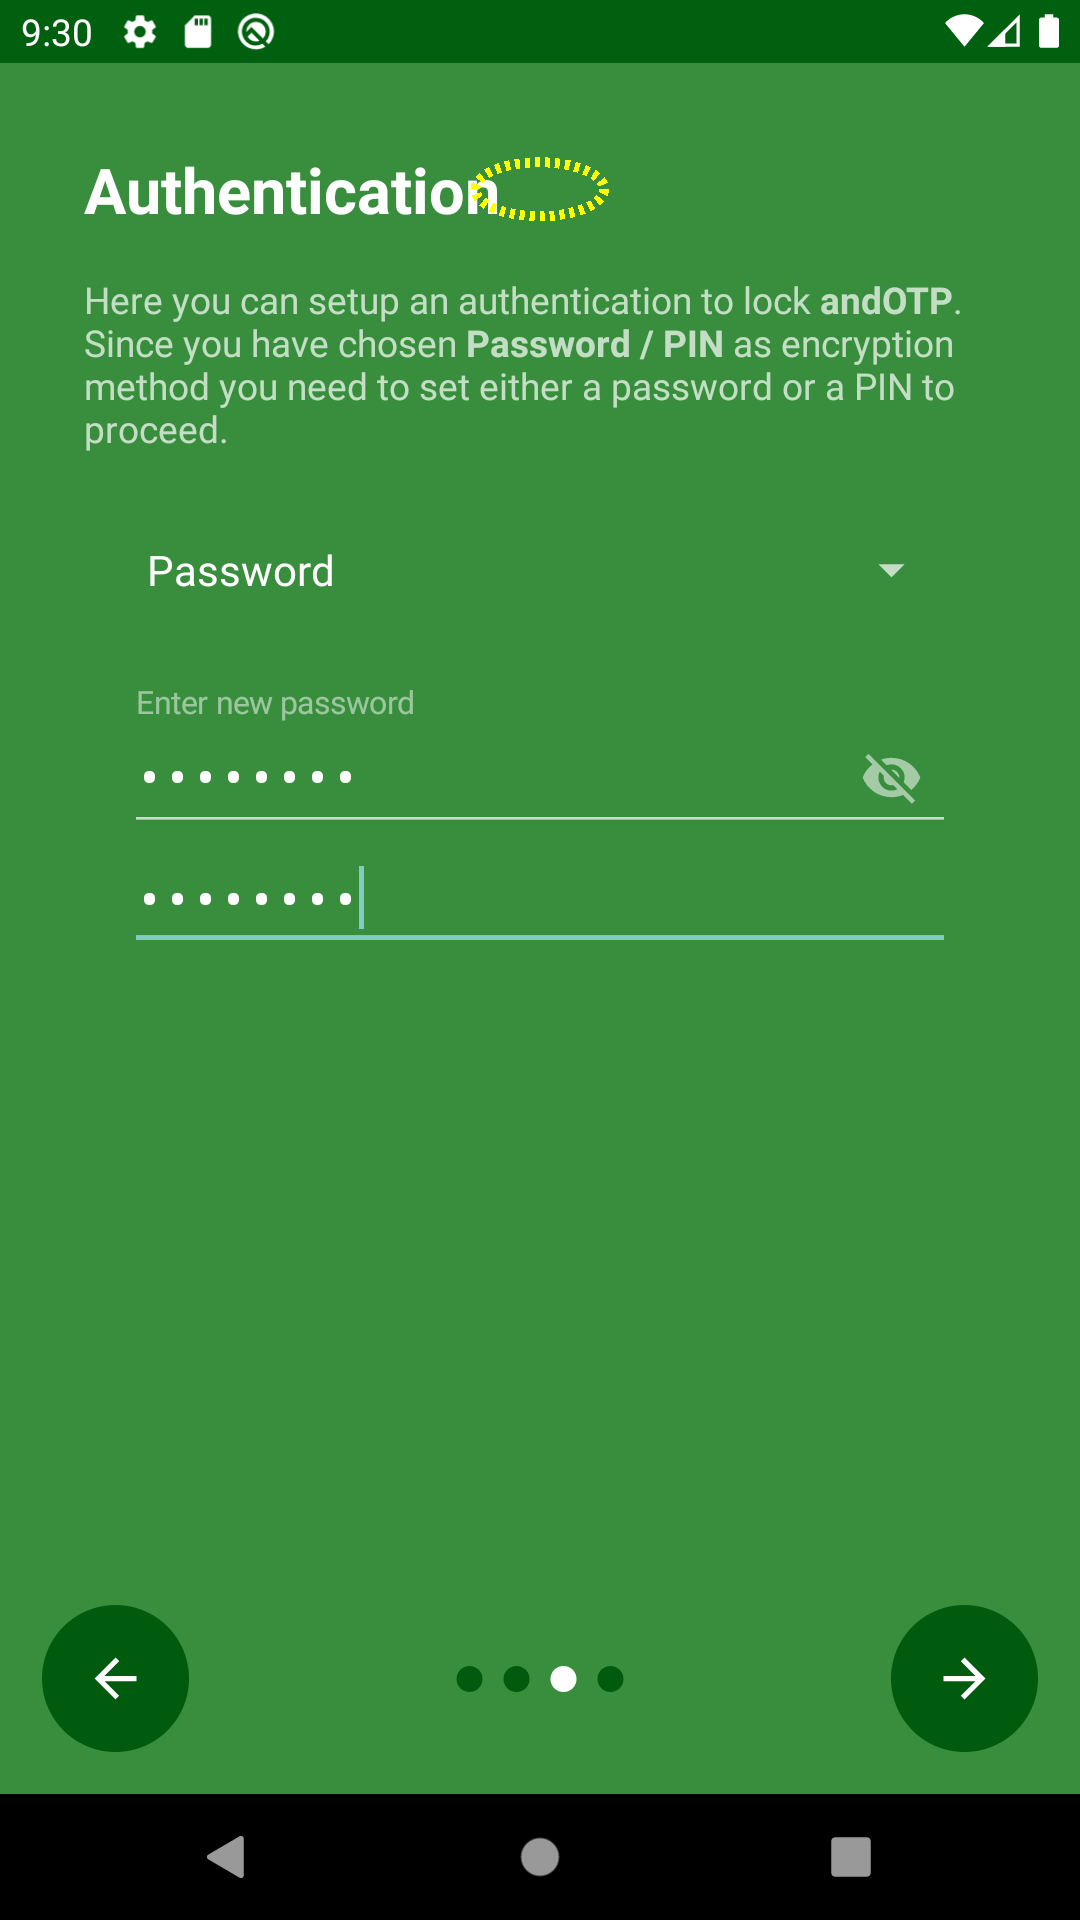 9:30
Authentication
Here you can setup an authentication to lock andOTP.
Since you have chosen Password / PIN as encryption
method you need to set either a password or a PIN to
proceed.
Password
Enter new password